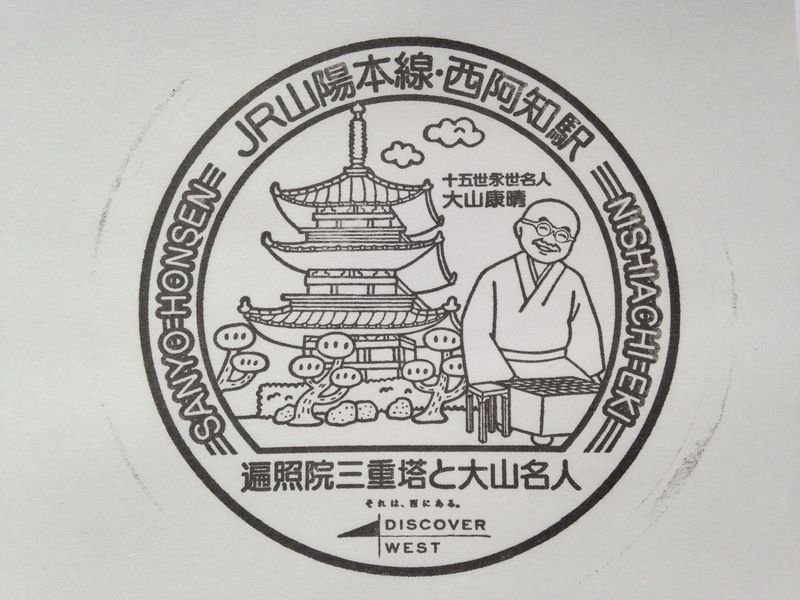 JR山陽本線・西阿知駅
SANYO-HONSEN
NISHIACHI-EKI
十五世永世名人
大山康晴
遍照院三重塔と大山名人
それは、西にある。
DISCOVER
WEST